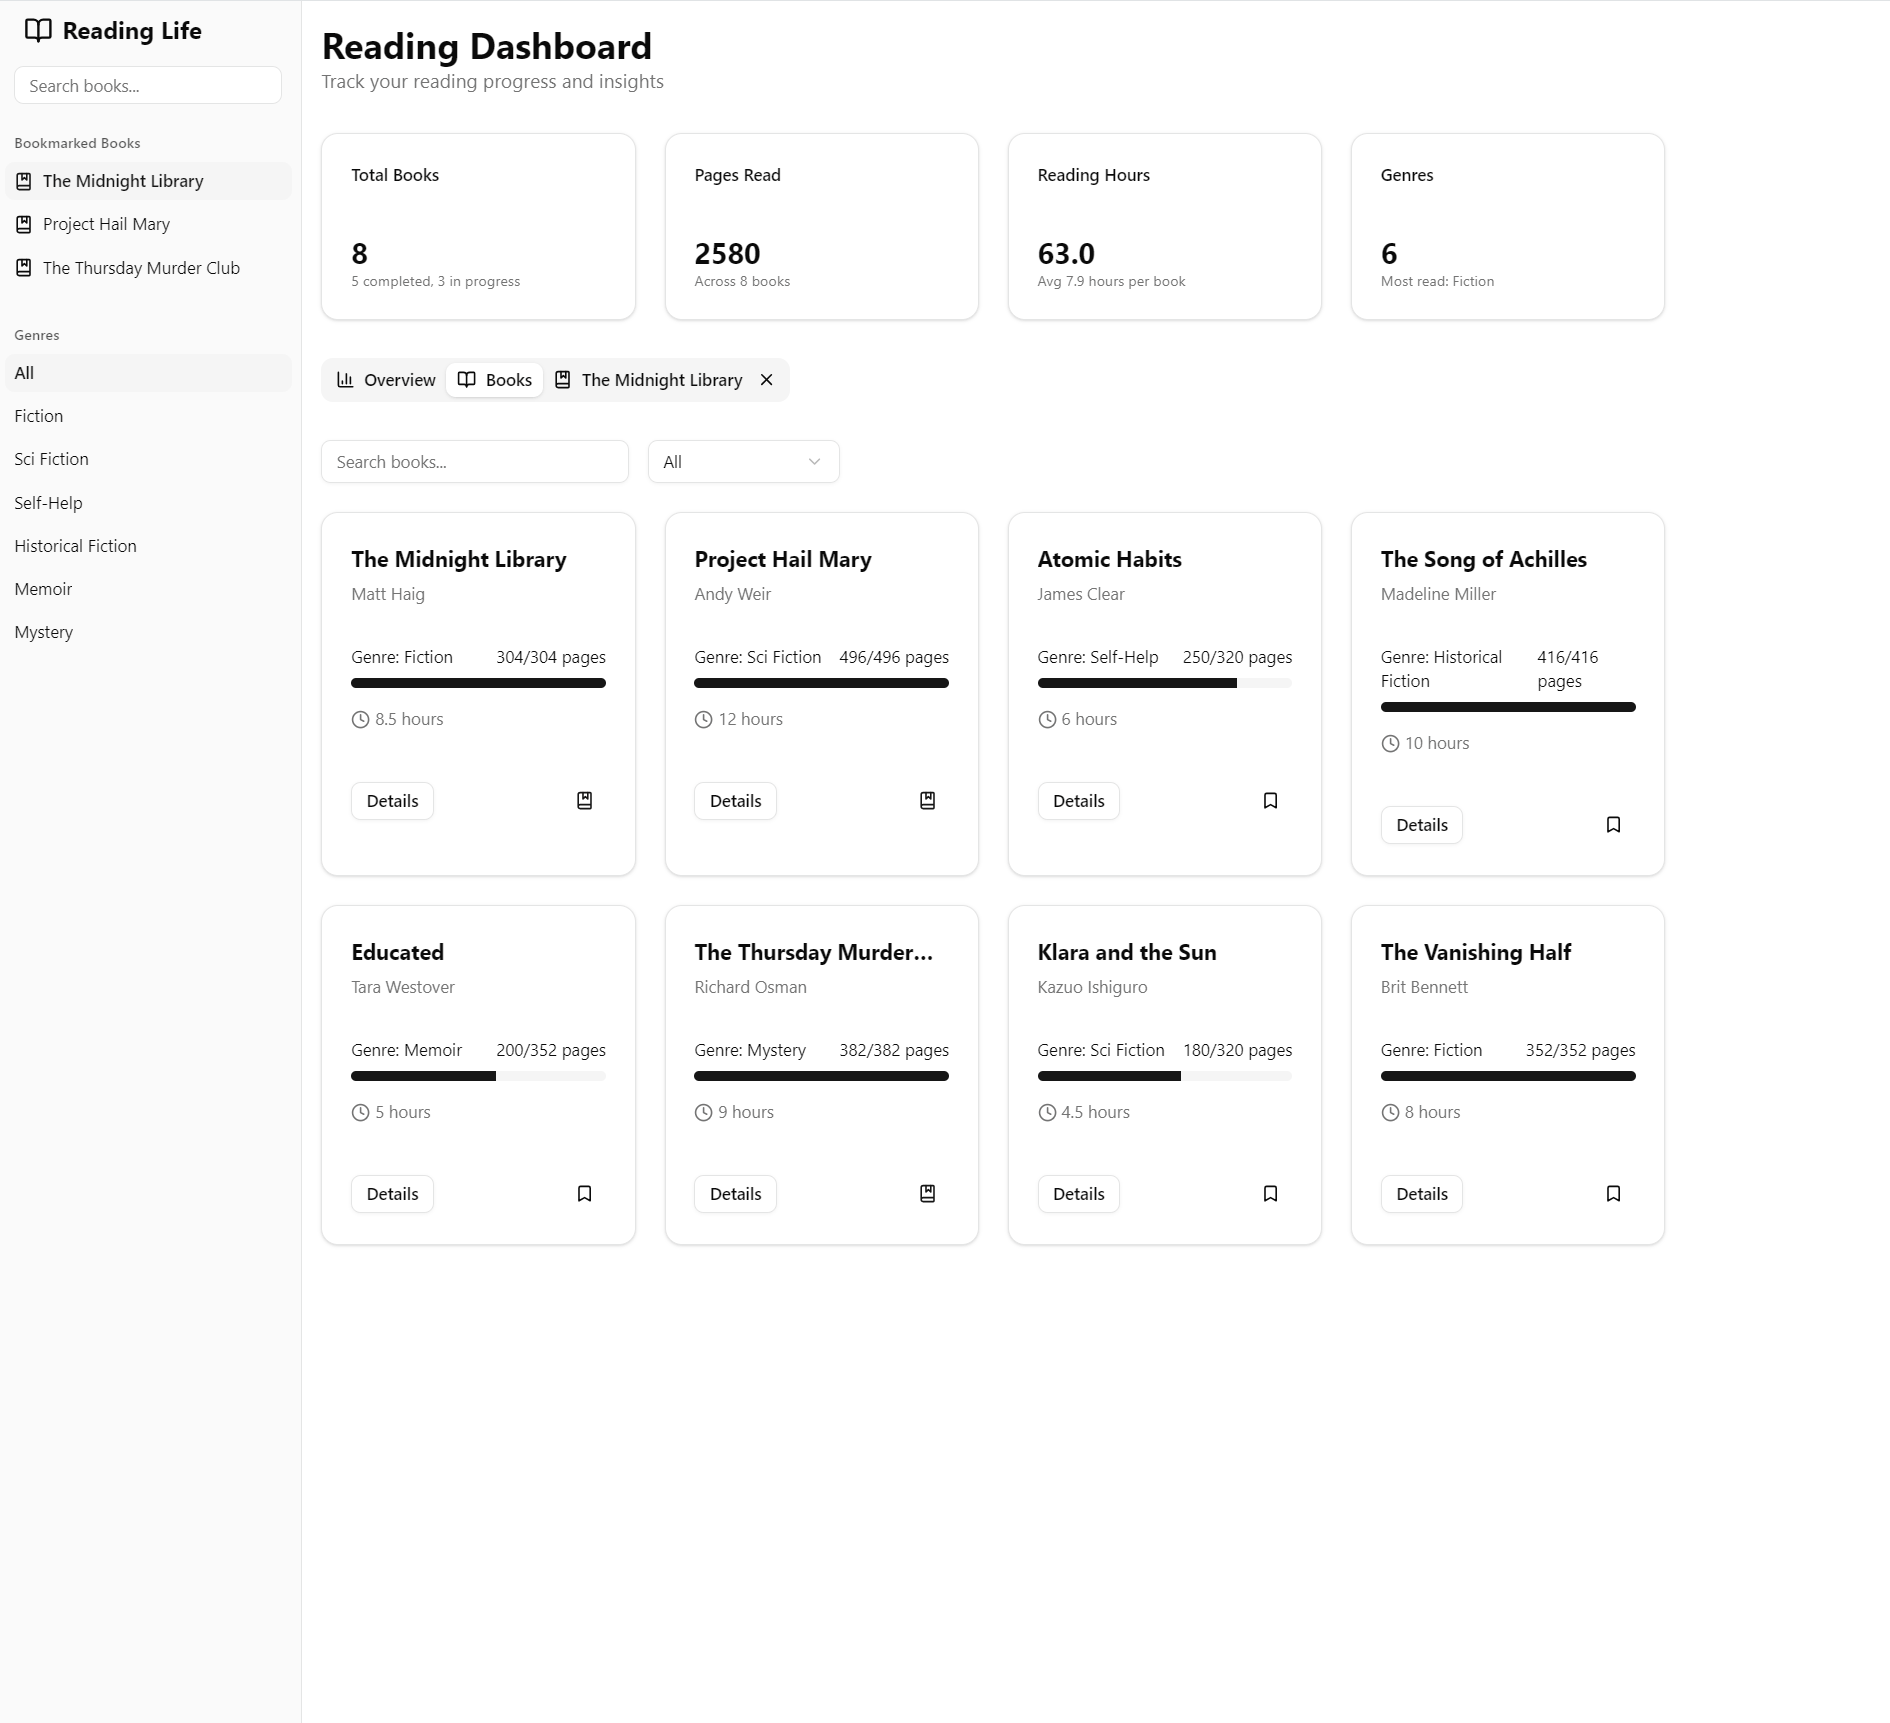 Reading Life
Search books...
Bookmarked Books
The Midnight Library
Project Hail Mary
The Thursday Murder Club
Genres
All
Fiction
Sci Fiction
Self-Help
Historical Fiction
Memoir
Mystery
Reading Dashboard
Track your reading progress and insights
Total Books
8
5 completed, 3 in progress
Pages Read
2580
Across 8 books
Reading Hours
63.0
Avg 7.9 hours per book
Genres
6
Most read: Fiction
Overview
Books
The Midnight Library
Search books...
All
The Midnight Library
Matt Haig
Genre: Fiction 304/304 pages
8.5 hours
Details
Project Hail Mary
Andy Weir
Genre: Sci Fiction 496/496 pages
12 hours
Details
Atomic Habits
James Clear
Genre: Self-Help 250/320 pages
6 hours
Details
The Song of Achilles
Madeline Miller
Genre: Historical 416/416
Fiction pages
10 hours
Details
Educated
Tara Westover
Genre: Memoir 200/352 pages
5 hours
Details
The Thursday Murder...
Richard Osman
Genre: Mystery 382/382 pages
9 hours
Details
Klara and the Sun
Kazuo Ishiguro
Genre: Sci Fiction 180/320 pages
4.5 hours
Details
The Vanishing Half
Brit Bennett
Genre: Fiction 352/352 pages
8 hours
Details